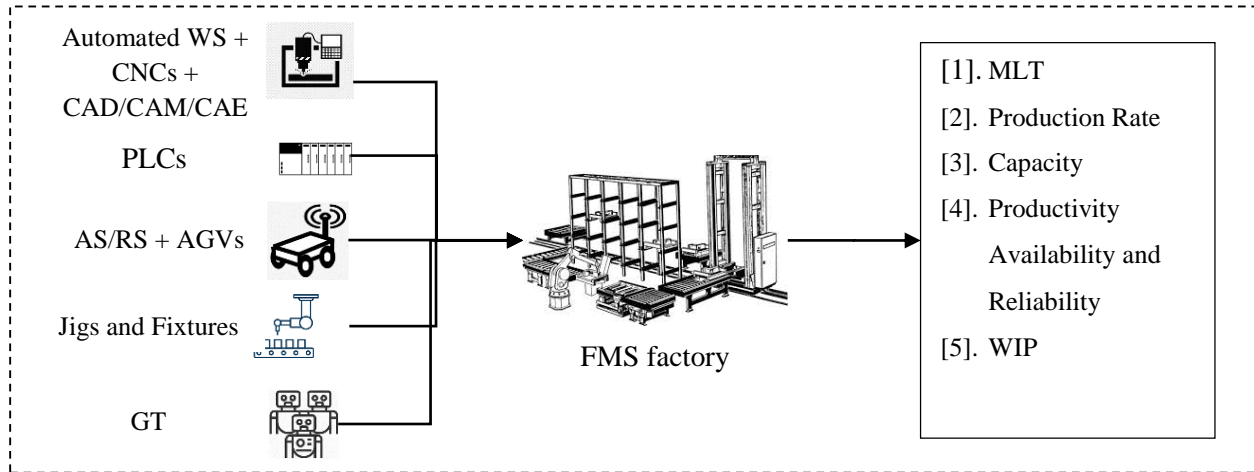 Automated WS +
CNCs +
CAD/CAM/CAE
PLCs
AS/RS + AGVs
Jigs and Fixtures
GT
FMS factory
[1]. MLT
[2]. Production Rate
[3]. Capacity
[4]. Productivity
Availability and
Reliability
[5]. WIP